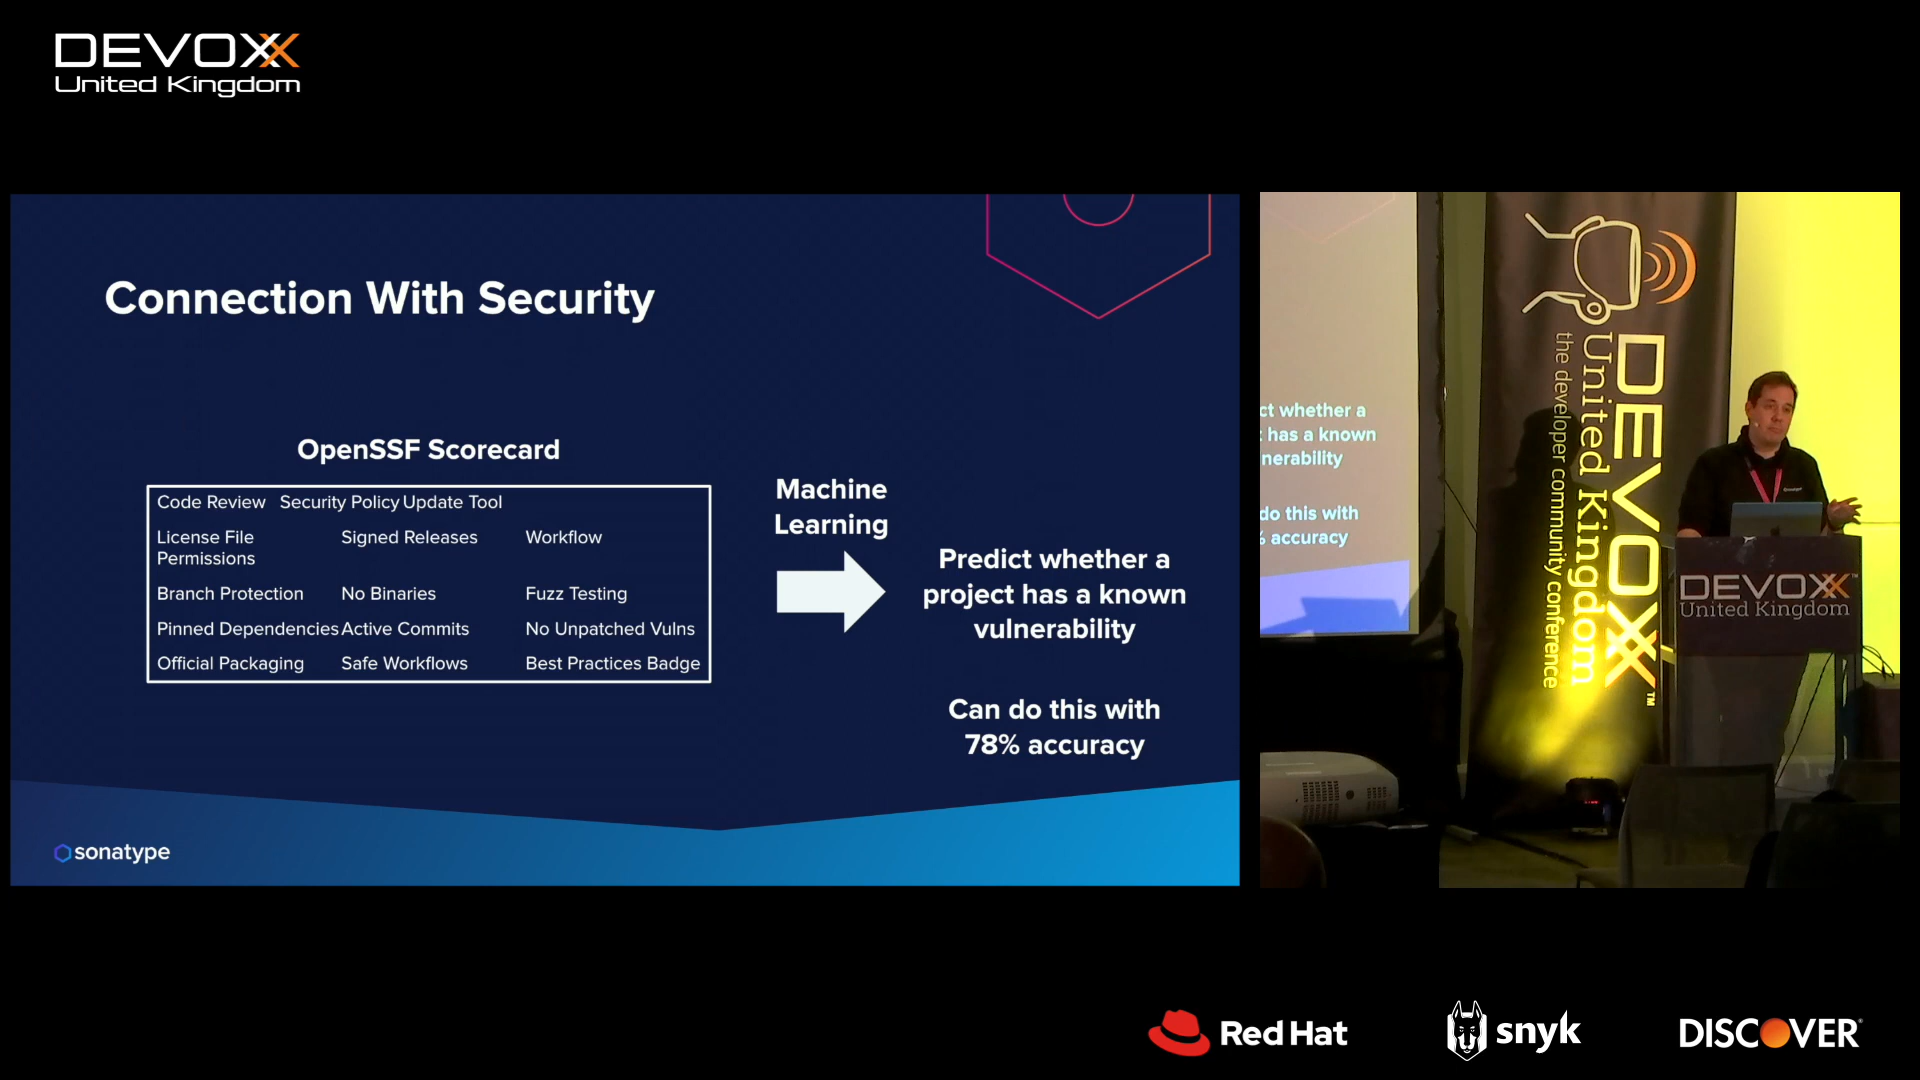 DEVOXX
United Kingdom
Connection With Security
OpenSSF Scorecard
Code Review Security Policy Update Tool
License File Signed Releases Workflow
Permissions
Branch Protection No Binaries Fuzz Testing
Pinned Dependencies Active Commits No Unpatched Vulns
Official Packaging Safe Workflows Best Practices Badge
Machine
Learning
Predict whether a
project has a known
vulnerability
Can do this with
78% accuracy
sonatype
ct whether a
has a known
nerability
do this with
% accuracy
DEVOXX™
United Kingdom
the developer community conference
DEVOXX™
United Kingdom
Red Hat
snyk
DISCOVER